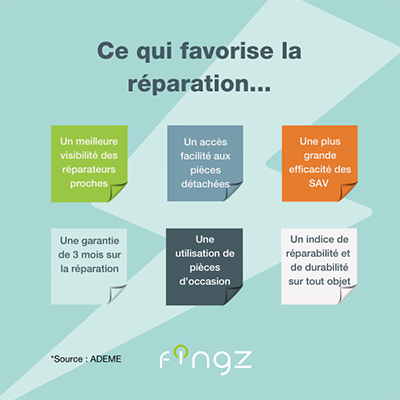 Ce qui favorise la
réparation...
Un meilleure
visibilité des
réparateurs
proches
Un accès
facilité aux
pièces
détachées
Une plus
grande
efficacité des
SAV
Une garantie
de 3 mois sur
la réparation
Une
utilisation de
pièces
d'occasion
Un indice de
réparabilité et
de durabilité
sur tout objet
*Source : ADEME
fingz